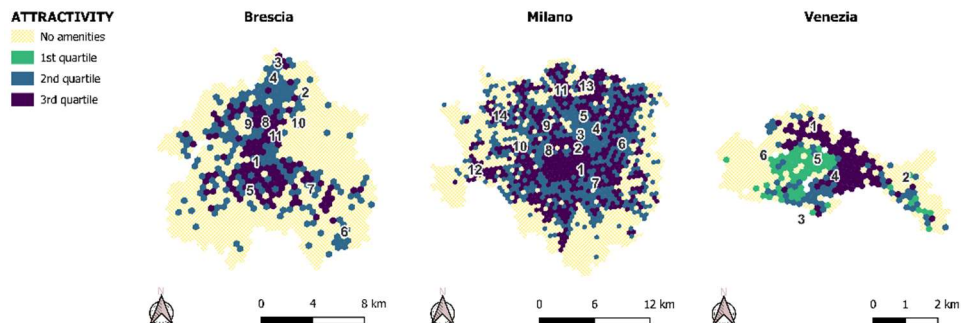 ATTRACTIVITY
No amenities
1st quartile
2nd quartile
3rd quartile
Brescia
3
4
2
9 8 10
11
1
5 7
6
N
0 4 8 km
Milano
11 13
14
9 5
4
3
10 8 2 6
12 1
7
N
0 6 12 km
Venezia
1
6 5
4 2
3
N
0 1 2 km